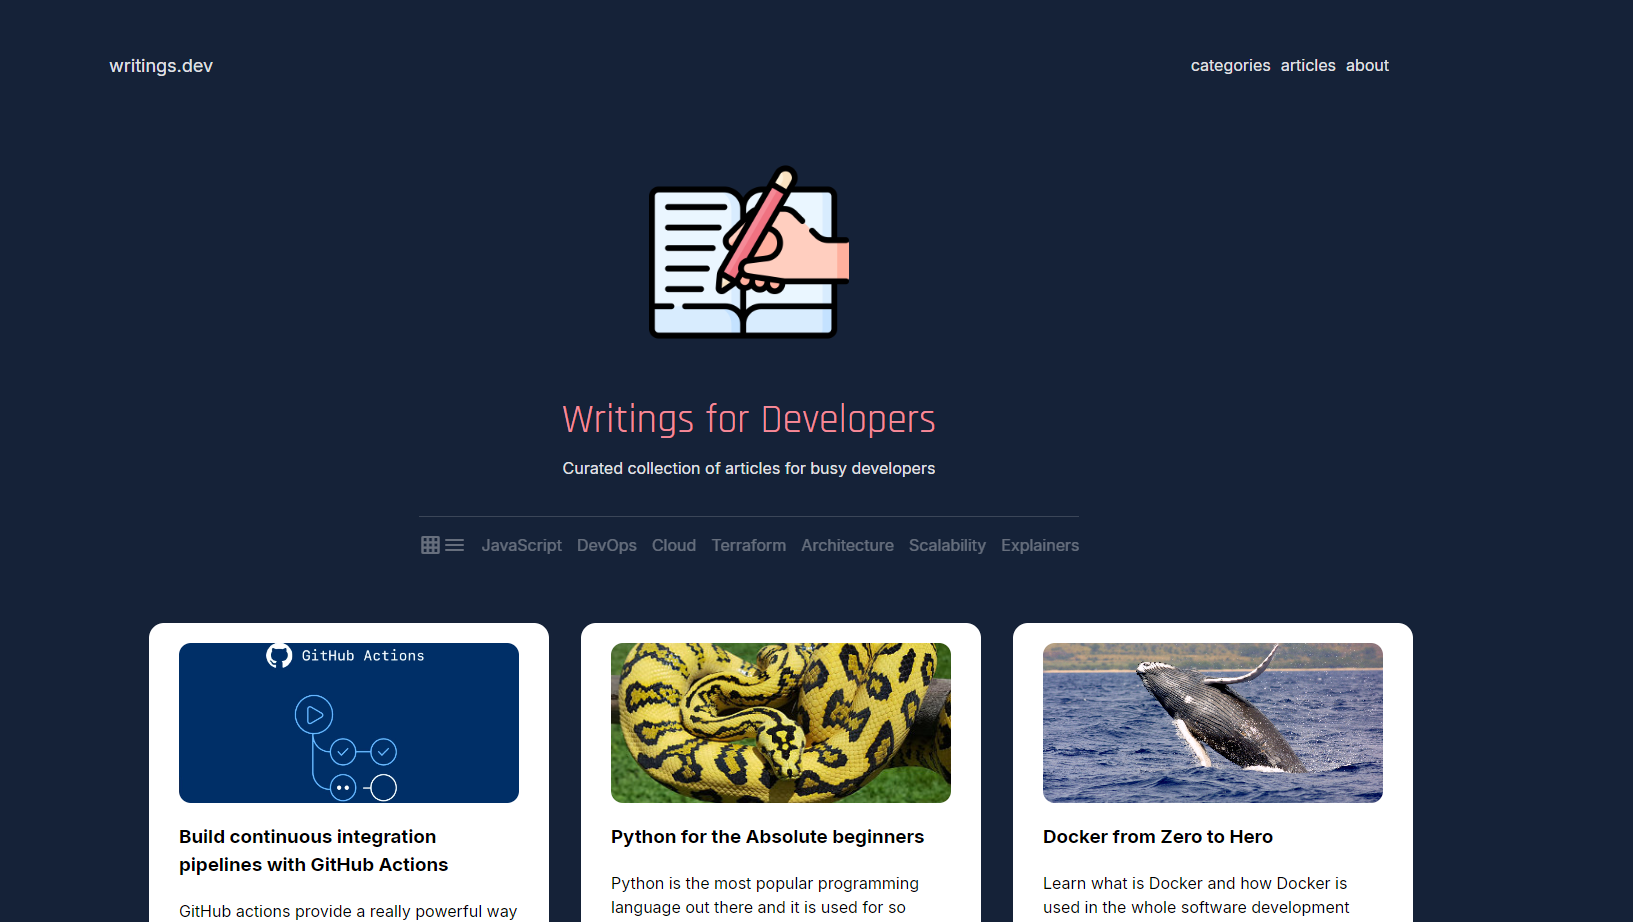 writings.dev
categories articles about
Writings for Developers
Curated collection of articles for busy developers
JavaScript DevOps Cloud Terraform Architecture Scalability Explainers
GitHub Actions
Build continuous integration
pipelines with GitHub Actions
GitHub actions provide a really powerful way
Python for the Absolute beginners
Python is the most popular programming
language out there and it is used for so
Docker from Zero to Hero
Learn what is Docker and how Docker is
used in the whole software development